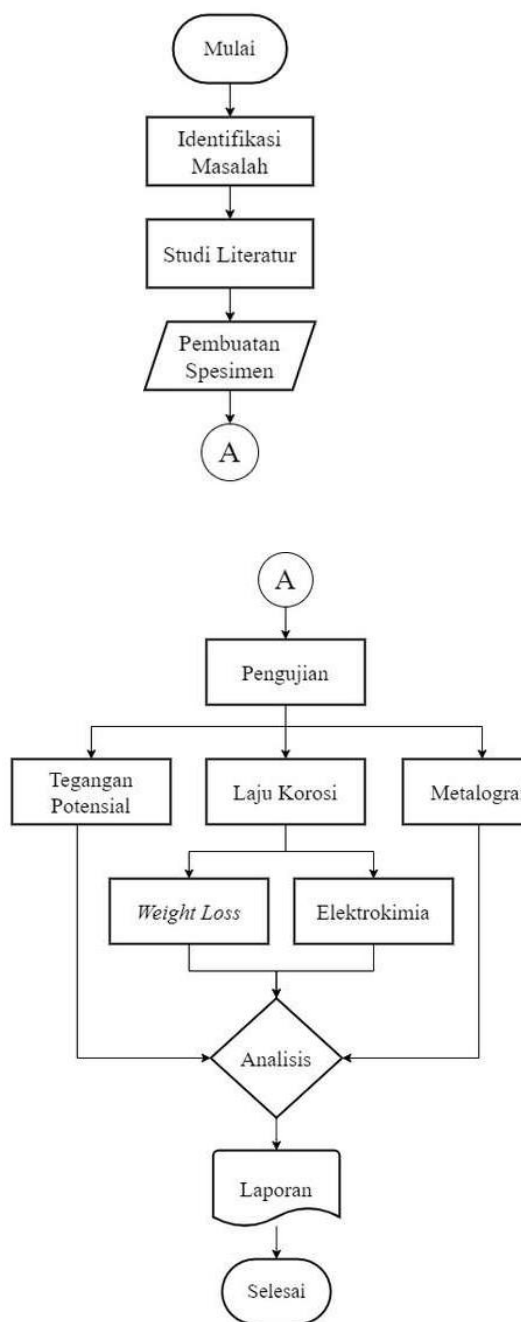 Mulai
Identifikasi
Masalah
Studi Literatur
Pembuatan
Spesimen
A
A
Pengujian
Tegangan
Potensial
Laju Korosi
Weight Loss
Elektrokimia
Analisis
Laporan
Selesai